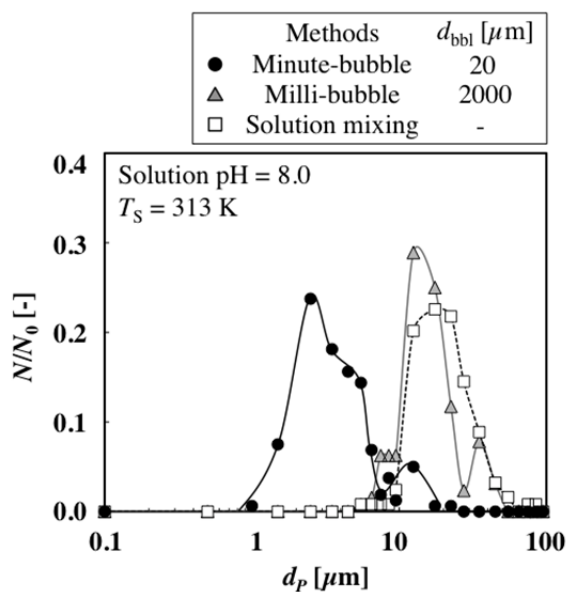 Methods d_bbl [μm]
Minute-bubble 20
Milli-bubble 2000
Solution mixing -
0.4
Solution pH = 8.0
T_S = 313 K
0.3
0.2
0.1
0.0
N/N_0 [-]
0.1 1 10 100
d_P [μm]